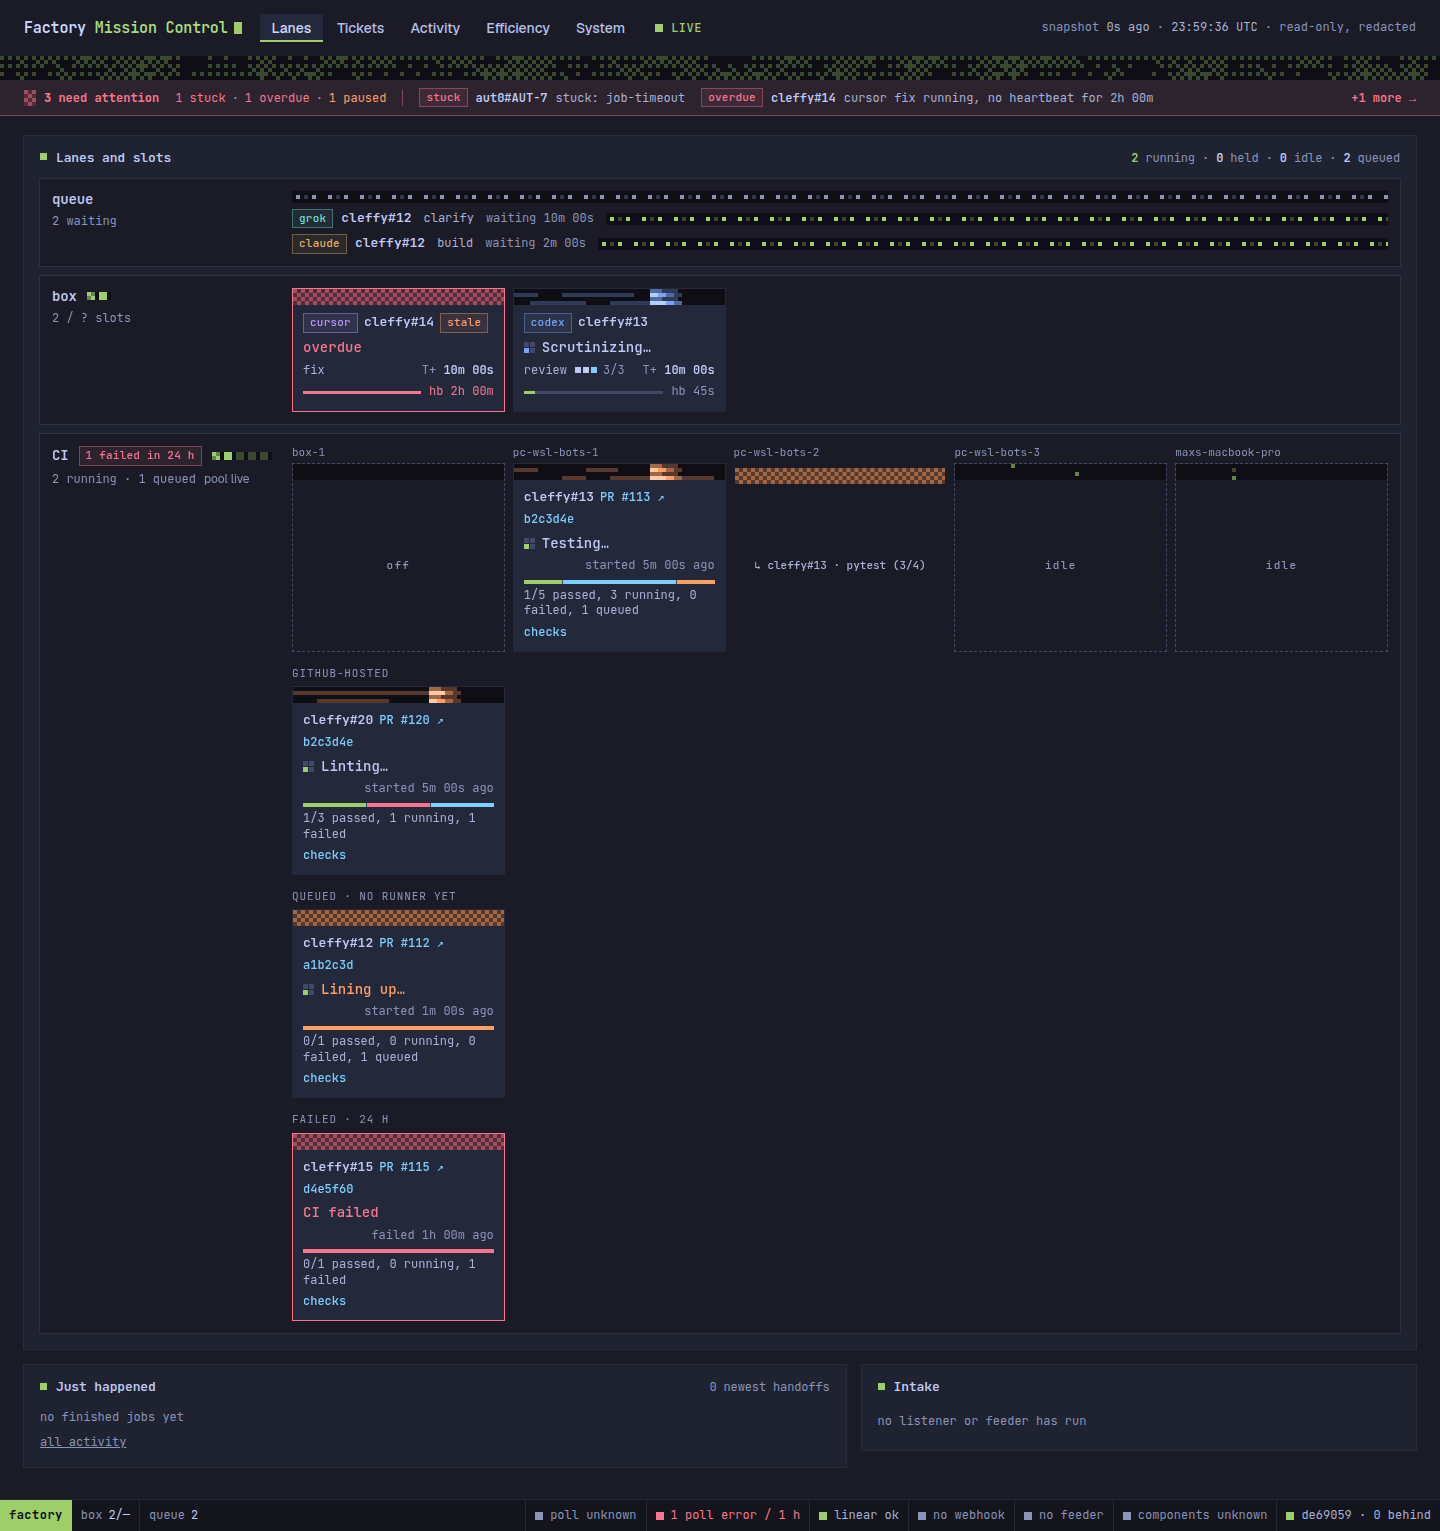 Factory Mission Control Lanes Tickets Activity Efficiency System LIVE snapshot 0s ago · 23:59:36 UTC · read-only, redacted
3 need attention 1 stuck · 1 overdue · 1 paused stuck aut0#AUT-7 stuck: job-timeout overdue cleffy#14 cursor fix running, no heartbeat for 2h 00m +1 more →
Lanes and slots 2 running · 0 held · 0 idle · 2 queued
queue
2 waiting
grok cleffy#12 clarify waiting 10m 00s
claude cleffy#12 build waiting 2m 00s
box
2 / ? slots
cursor cleffy#14 stale
overdue
fix T+ 10m 00s
hb 2h 00m
codex cleffy#13
Scrutinizing…
review 3/3 T+ 10m 00s
hb 45s
CI 1 failed in 24 h
2 running · 1 queued pool live
box-1
off
pc-wsl-bots-1
cleffy#13 PR #113 ↗
b2c3d4e
Testing…
started 5m 00s ago
1/5 passed, 3 running, 0
failed, 1 queued
checks
pc-wsl-bots-2
↳ cleffy#13 · pytest (3/4)
pc-wsl-bots-3
idle
maxs-macbook-pro
idle
GITHUB-HOSTED
cleffy#20 PR #120 ↗
b2c3d4e
Linting…
started 5m 00s ago
1/3 passed, 1 running, 1
failed
checks
QUEUED · NO RUNNER YET
cleffy#12 PR #112 ↗
a1b2c3d
Lining up…
started 1m 00s ago
0/1 passed, 0 running, 0
failed, 1 queued
checks
FAILED · 24 H
cleffy#15 PR #115 ↗
d4e5f60
CI failed
failed 1h 00m ago
0/1 passed, 0 running, 1
failed
checks
Just happened 0 newest handoffs
no finished jobs yet
all activity
Intake
no listener or feeder has run
factory box 2/— queue 2 poll unknown 1 poll error / 1 h linear ok no webhook no feeder components unknown de69059 · 0 behind